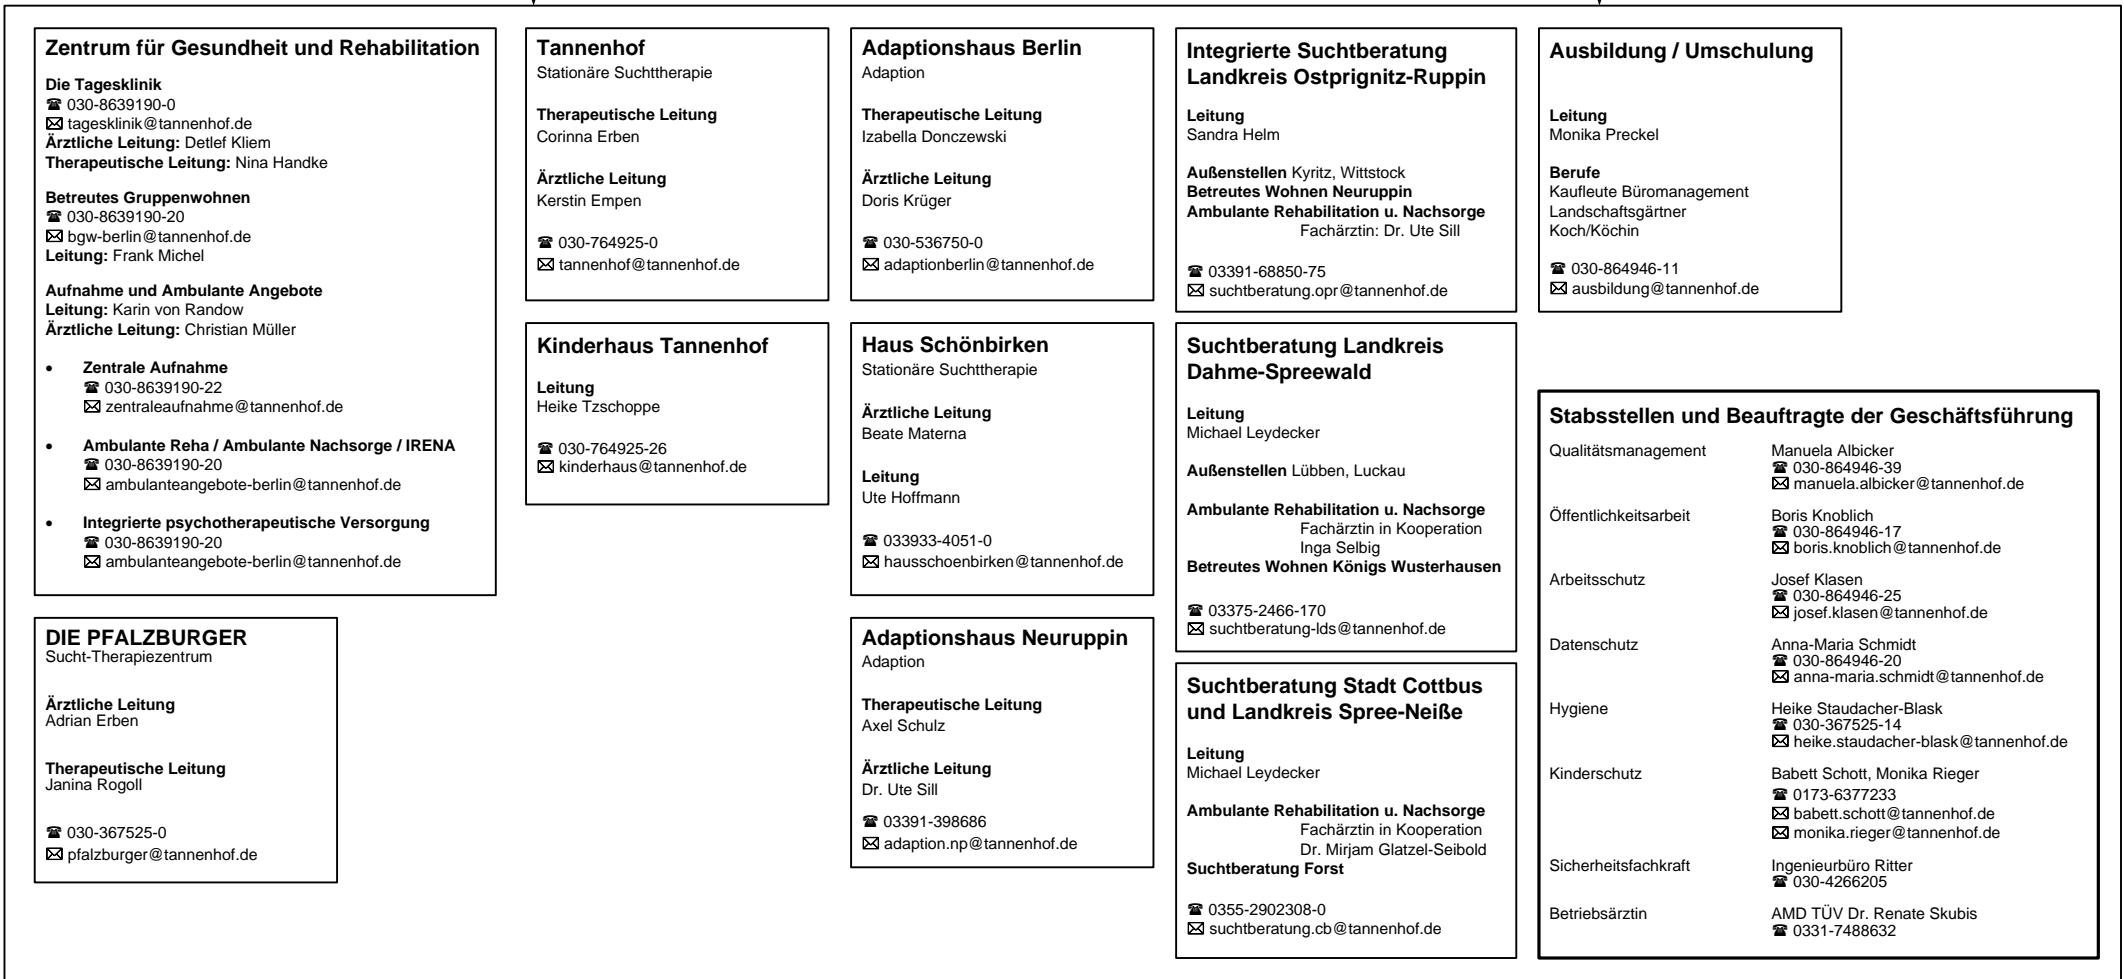 Zentrum für Gesundheit und Rehabilitation
Die Tagesklinik
☎ 030-8639190-0
✉ tagesklinik@tannenhof.de
Ärztliche Leitung: Detlef Kliem
Therapeutische Leitung: Nina Handke
Betreutes Gruppenwohnen
☎ 030-8639190-20
✉ bgw-berlin@tannenhof.de
Leitung: Frank Michel
Aufnahme und Ambulante Angebote
Leitung: Karin von Randow
Ärztliche Leitung: Christian Müller
• Zentrale Aufnahme
☎ 030-8639190-22
✉ zentraleaufnahme@tannenhof.de
• Ambulante Reha / Ambulante Nachsorge / IRENA
☎ 030-8639190-20
✉ ambulanteangebote-berlin@tannenhof.de
• Integrierte psychotherapeutische Versorgung
☎ 030-8639190-20
✉ ambulanteangebote-berlin@tannenhof.de
DIE PFALZBURGER
Sucht-Therapiezentrum
Ärztliche Leitung
Adrian Erben
Therapeutische Leitung
Janina Rogoll
☎ 030-367525-0
✉ pfalzburger@tannenhof.de
Tannenhof
Stationäre Suchttherapie
Therapeutische Leitung
Corinna Erben
Ärztliche Leitung
Kerstin Empen
☎ 030-764925-0
✉ tannenhof@tannenhof.de
Kinderhaus Tannenhof
Leitung
Heike Tzschoppe
☎ 030-764925-26
✉ kinderhaus@tannenhof.de
Adaptionshaus Berlin
Adaption
Therapeutische Leitung
Izabella Donczewski
Ärztliche Leitung
Doris Krüger
☎ 030-536750-0
✉ adaptionberlin@tannenhof.de
Haus Schönbirken
Stationäre Suchttherapie
Ärztliche Leitung
Beate Materna
Leitung
Ute Hoffmann
☎ 033933-4051-0
✉ hausschoenbirken@tannenhof.de
Adaptionshaus Neuruppin
Adaption
Therapeutische Leitung
Axel Schulz
Ärztliche Leitung
Dr. Ute Sill
☎ 03391-398686
✉ adaption.np@tannenhof.de
Integrierte Suchtberatung
Landkreis Ostprignitz-Ruppin
Leitung
Sandra Helm
Außenstellen Kyritz, Wittstock
Betreutes Wohnen Neuruppin
Ambulante Rehabilitation u. Nachsorge
Fachärztin: Dr. Ute Sill
☎ 03391-68850-75
✉ suchtberatung.opr@tannenhof.de
Suchtberatung Landkreis
Dahme-Spreewald
Leitung
Michael Leydecker
Außenstellen Lübben, Luckau
Ambulante Rehabilitation u. Nachsorge
Fachärztin in Kooperation
Inga Selbig
Betreutes Wohnen Königs Wusterhausen
☎ 03375-2466-170
✉ suchtberatung-lds@tannenhof.de
Suchtberatung Stadt Cottbus
und Landkreis Spree-Neiße
Leitung
Michael Leydecker
Ambulante Rehabilitation u. Nachsorge
Fachärztin in Kooperation
Dr. Mirjam Glatzel-Seibold
Suchtberatung Forst
☎ 0355-2902308-0
✉ suchtberatung.cb@tannenhof.de
Ausbildung / Umschulung
Leitung
Monika Preckel
Berufe
Kaufleute Büromanagement
Landschaftsgärtner
Koch/Köchin
☎ 030-864946-11
✉ ausbildung@tannenhof.de
Stabsstellen und Beauftragte der Geschäftsführung
Qualitätsmanagement Manuela Albicker
☎ 030-864946-39
✉ manuela.albicker@tannenhof.de
Öffentlichkeitsarbeit Boris Knoblich
☎ 030-864946-17
✉ boris.knoblich@tannenhof.de
Arbeitsschutz Josef Klasen
☎ 030-864946-25
✉ josef.klasen@tannenhof.de
Datenschutz Anna-Maria Schmidt
☎ 030-864946-20
✉ anna-maria.schmidt@tannenhof.de
Hygiene Heike Staudacher-Blask
☎ 030-367525-14
✉ heike.staudacher-blask@tannenhof.de
Kinderschutz Babett Schott, Monika Rieger
☎ 0173-6377233
✉ babett.schott@tannenhof.de
✉ monika.rieger@tannenhof.de
Sicherheitsfachkraft Ingenieurbüro Ritter
☎ 030-4266205
Betriebsärztin AMD TÜV Dr. Renate Skubis
☎ 0331-7488632